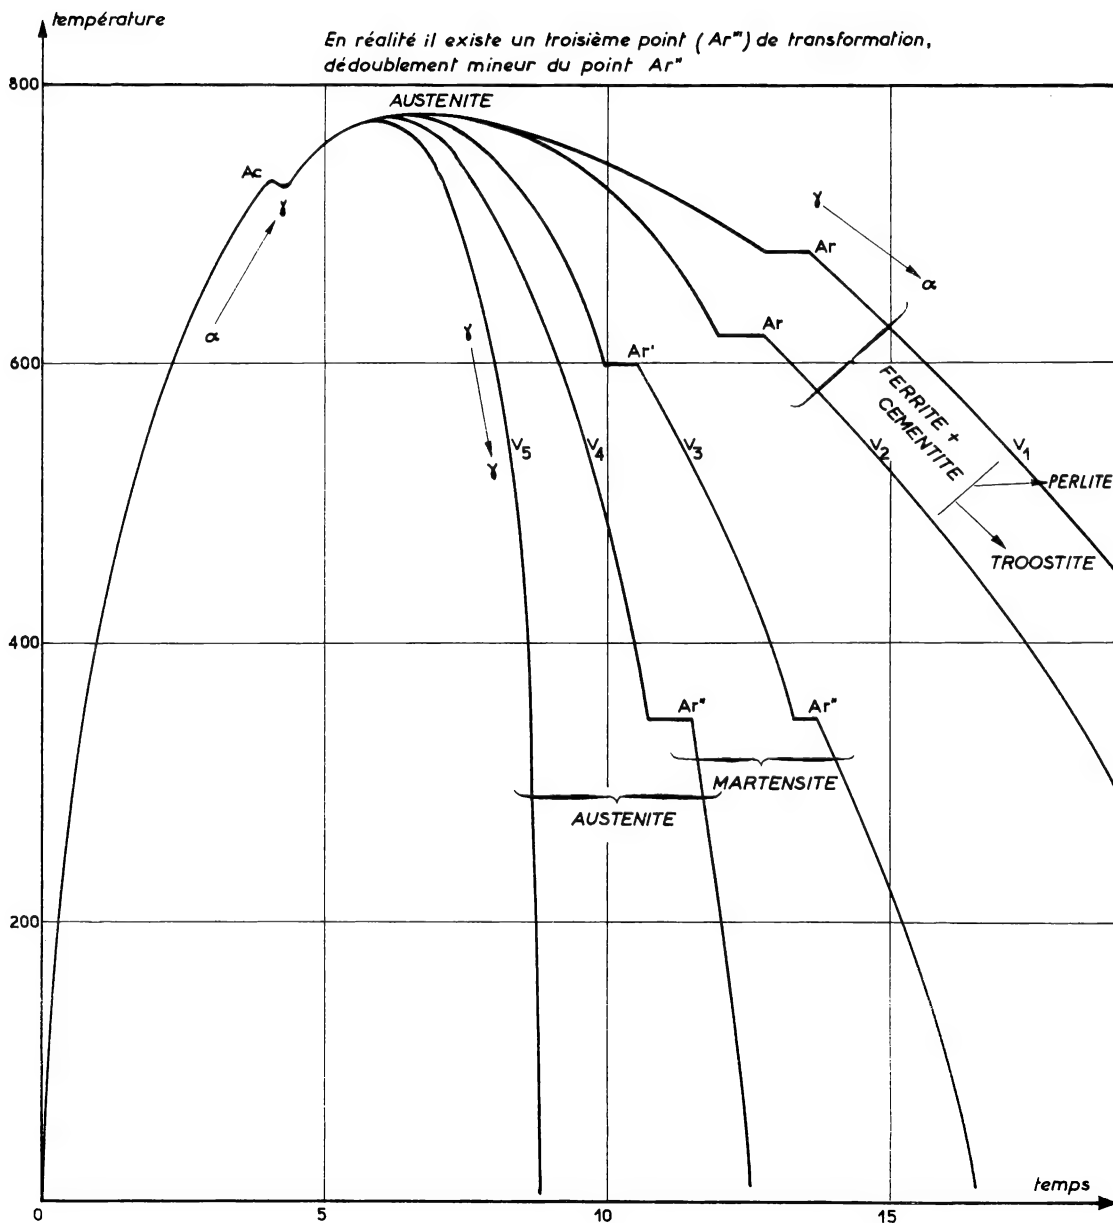 température
En réalité il existe un troisième point (Ar''') de transformation,
dédoublement mineur du point Ar"
800
AUSTENITE
Ac
γ
γ
Ar
α
α
Ar
γ
600
Ar'
FERRITE +
CEMENTITE
V5
V4
V3
V2
V1
γ
PERLITE
TROOSTITE
400
Ar"
Ar"
MARTENSITE
AUSTENITE
200
temps
0
5
10
15